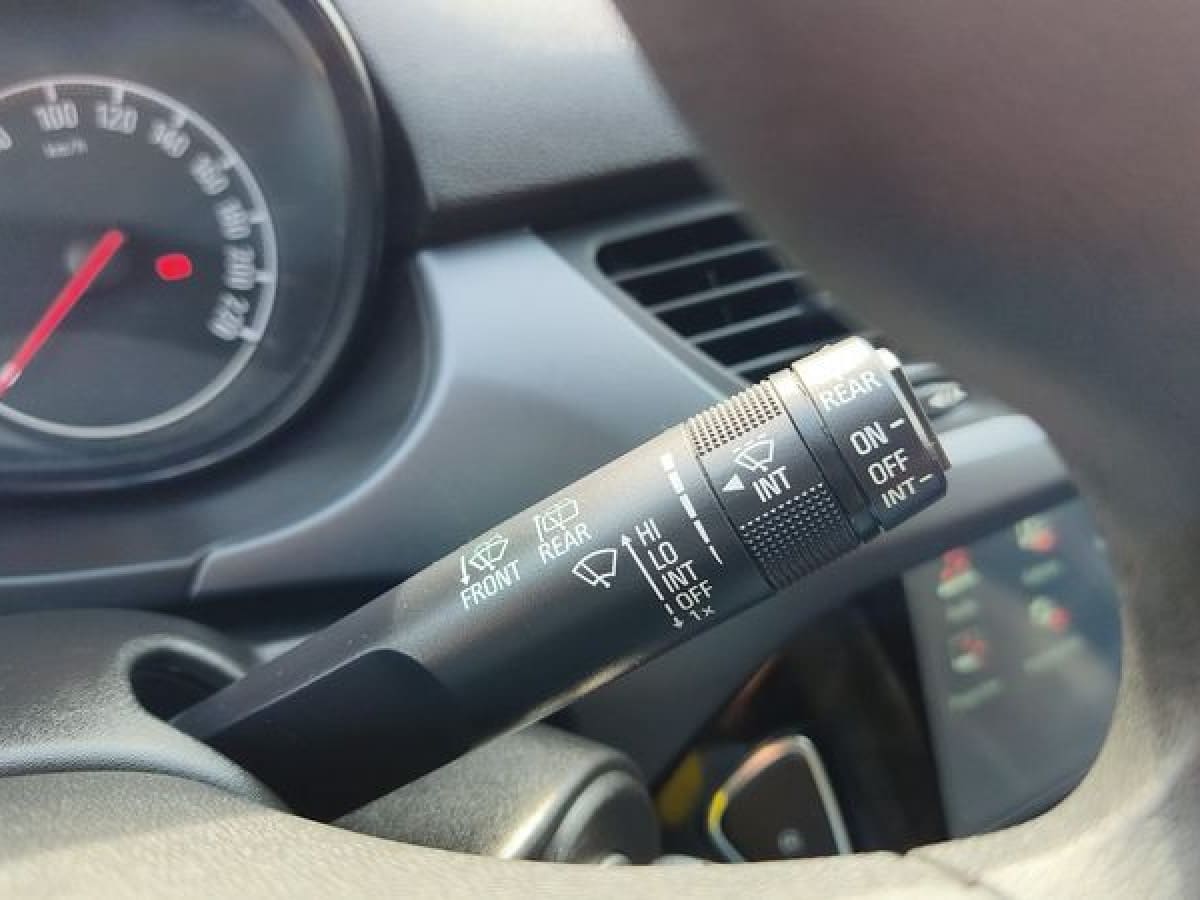 100
120
140
160
180
200
220
km/h
REAR
ON
OFF
INT
INT
HI
LO
INT
OFF
1x
REAR
FRONT